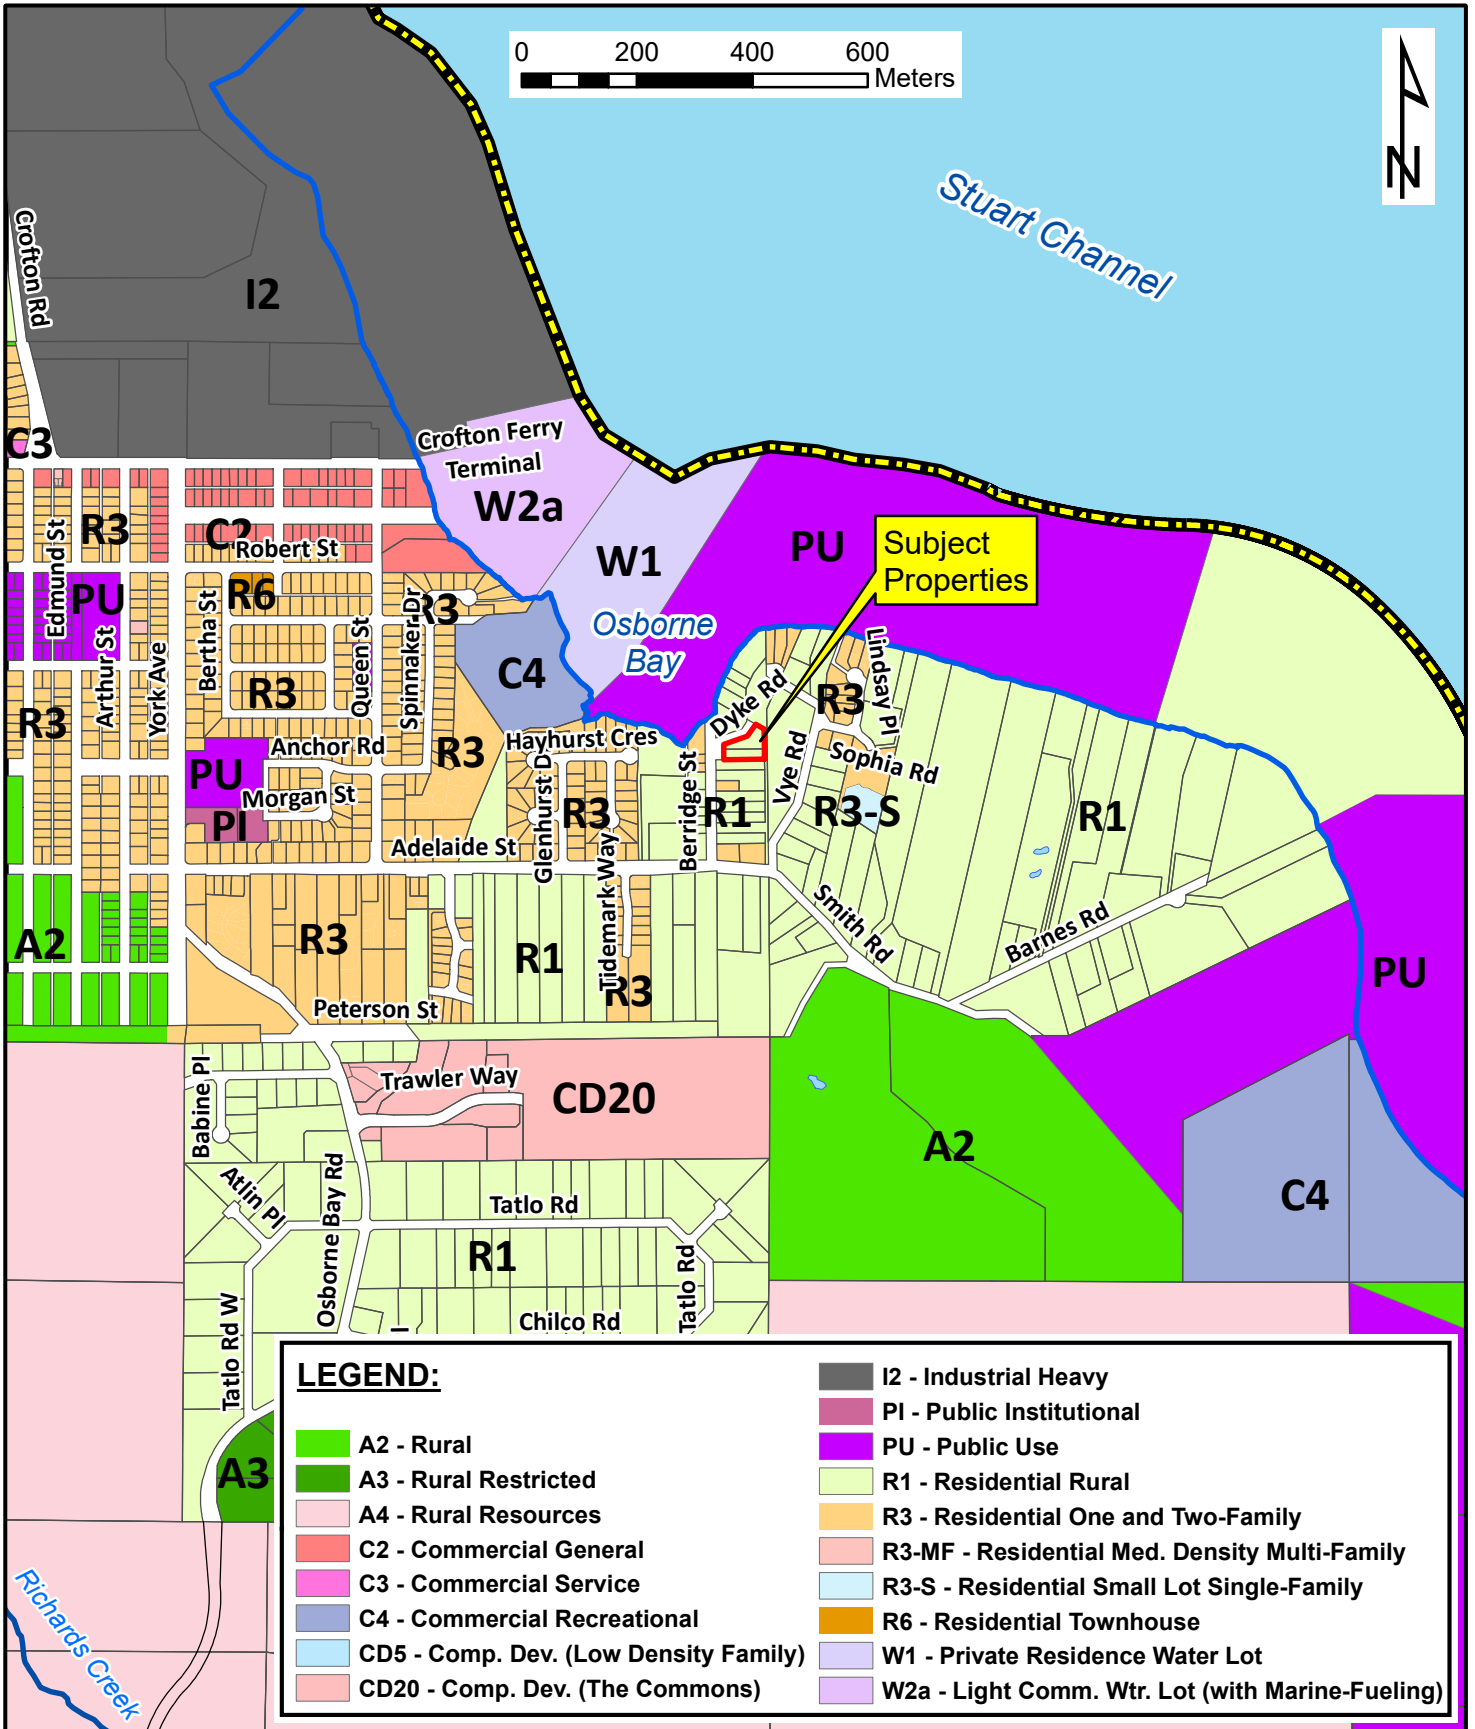 0 200 400 600
Meters
N
Stuart Channel
Crofton Rd
I2
C3
Crofton Ferry
Terminal
W2a
W1
PU
Subject
Properties
R3
C2
Robert St
Edmund St
PU
R6
R3
Osborne
Bay
Arthur St
York Ave
Bertha St
Queen St
Spinnaker Dr
C4
Lindsay Pl
Dyke Rd
R3
R3
R3
Anchor Rd
R3
Hayhurst Cres
Sophia Rd
Vye Rd
PU
Morgan St
PI
Glenhurst D
R3
Berridge St
R1
R3-S
R1
Adelaide St
Tidemark Way
Smith Rd
Barnes Rd
A2
R3
R1
R3
PU
Peterson St
Babine Pl
Trawler Way
CD20
A2
Atlin Pl
Osborne Bay Rd
Tatlo Rd
C4
R1
Tatlo Rd
Tatlo Rd W
Chilco Rd
l
A3
Richards Creek
LEGEND:
A2 - Rural
A3 - Rural Restricted
A4 - Rural Resources
C2 - Commercial General
C3 - Commercial Service
C4 - Commercial Recreational
CD5 - Comp. Dev. (Low Density Family)
CD20 - Comp. Dev. (The Commons)
I2 - Industrial Heavy
PI - Public Institutional
PU - Public Use
R1 - Residential Rural
R3 - Residential One and Two-Family
R3-MF - Residential Med. Density Multi-Family
R3-S - Residential Small Lot Single-Family
R6 - Residential Townhouse
W1 - Private Residence Water Lot
W2a - Light Comm. Wtr. Lot (with Marine-Fueling)